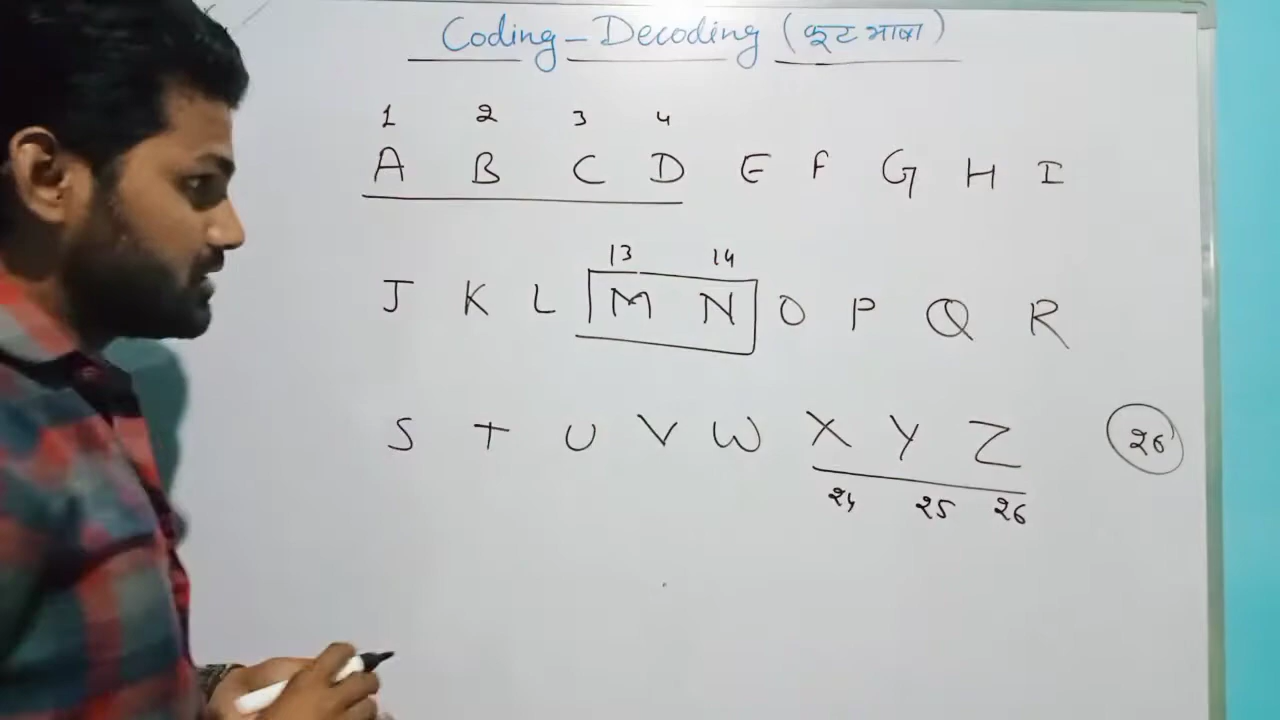 Coding-Decoding (कूट भाषा)
1 2 3 4
A B C D E F G H I
13 14
J K L M N O P Q R
S T U V W X Y Z 26
24 25 26